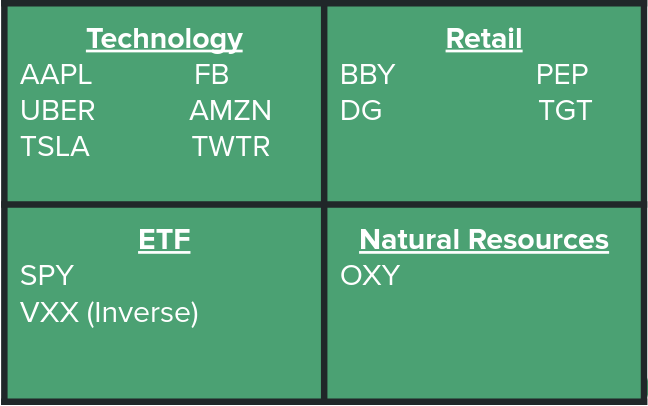 Technology
AAPL FB
UBER AMZN
TSLA TWTR
Retail
BBY PEP
DG TGT
ETF
SPY
VXX (Inverse)
Natural Resources
OXY